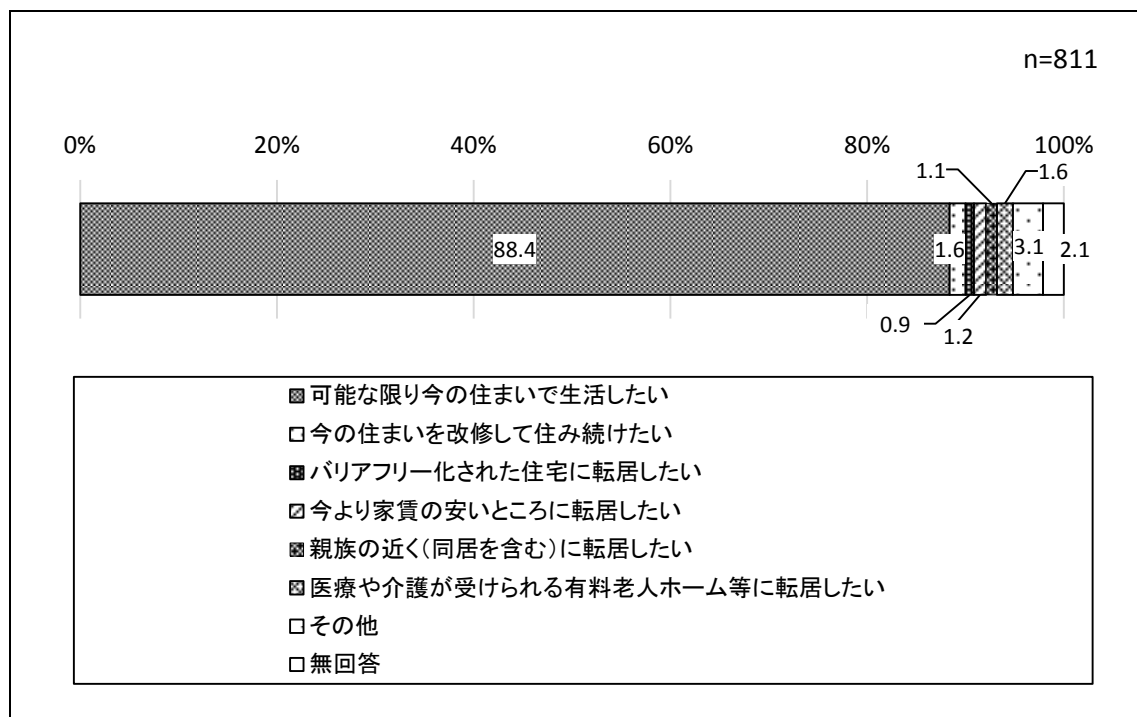 n=811
0% 20% 40% 60% 80% 100%
1.1 1.6
88.4 1.6 3.1 2.1
0.9 1.2
可能な限り今の住まいで生活したい
今の住まいを改修して住み続けたい
バリアフリー化された住宅に転居したい
今より家賃の安いところに転居したい
親族の近く(同居を含む)に転居したい
医療や介護が受けられる有料老人ホーム等に転居したい
その他
無回答